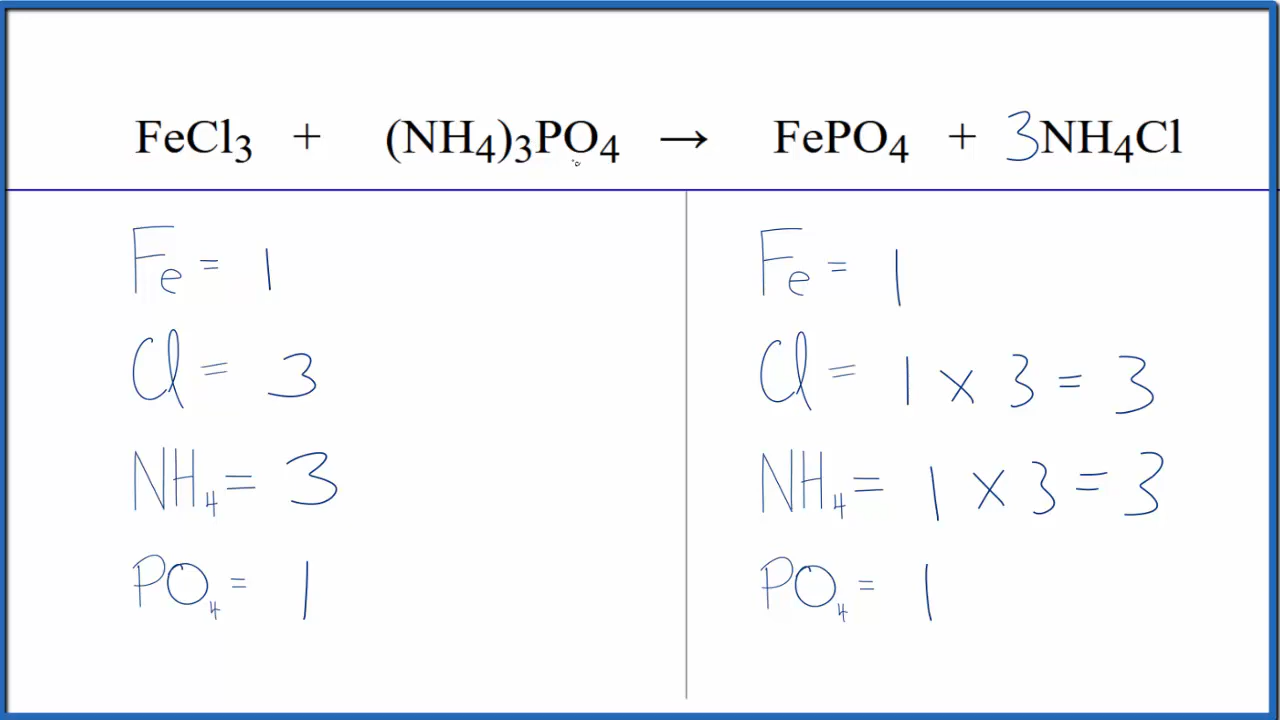 FeCl3 + (NH4)3PO4 → FePO4 + 3NH4Cl
Fe = 1
Cl = 3
NH4 = 3
PO4 = 1
Fe = 1
Cl = 1 x 3 = 3
NH4 = 1 x 3 = 3
PO4 = 1